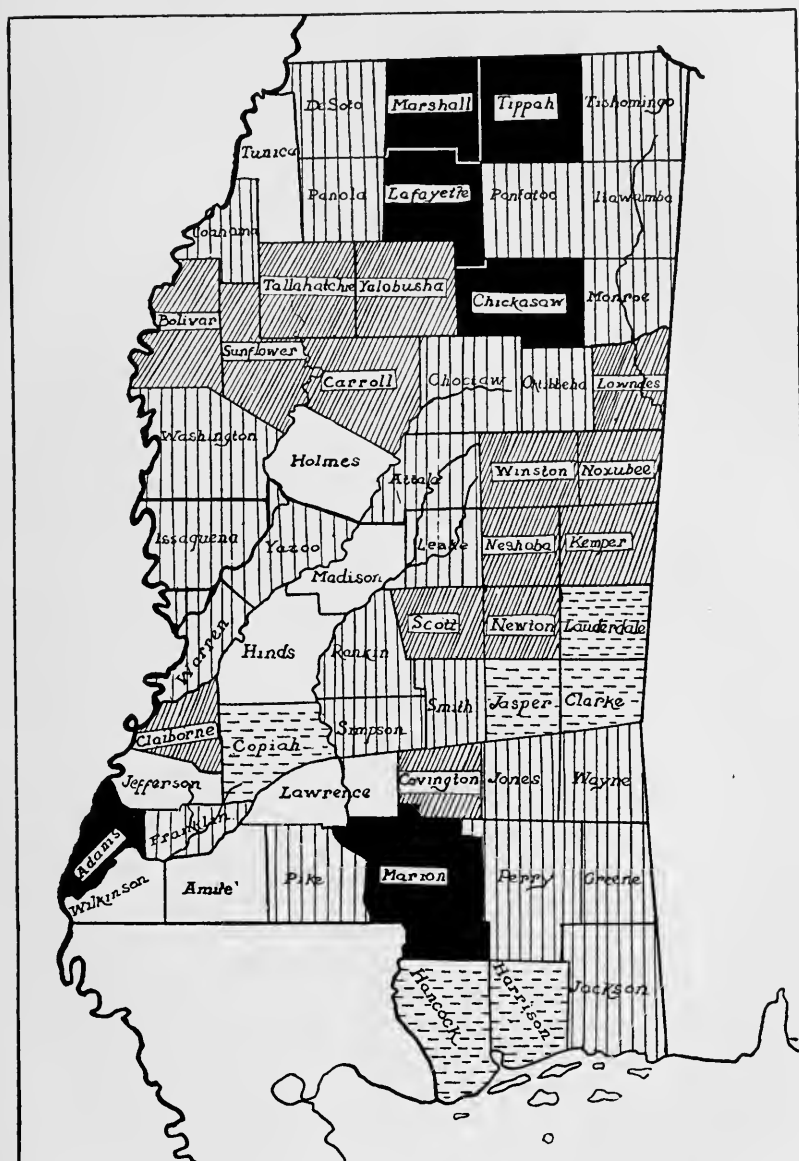 DeSoto
Marshall
Tippah
Tishomingo
Tunica
Panola
Lafayette
Pontotoc
Itawamba
Coahama
Tallahatchie
Yalobusha
Chickasaw
Monroe
Bolivar
Sunflower
Carroll
Choctaw
Oktibbeha
Lowndes
Washington
Holmes
Attala
Winston
Noxubee
Issaquena
Yazoo
Leake
Neshoba
Kemper
Madison
Warren
Hinds
Rankin
Scott
Newton
Lauderdale
Claiborne
Copiah
Simpson
Smith
Jasper
Clarke
Jefferson
Lawrence
Covington
Jones
Wayne
Adams
Franklin
Wilkinson
Amite'
Pike
Marion
Perry
Greene
Hancock
Harrison
Jackson